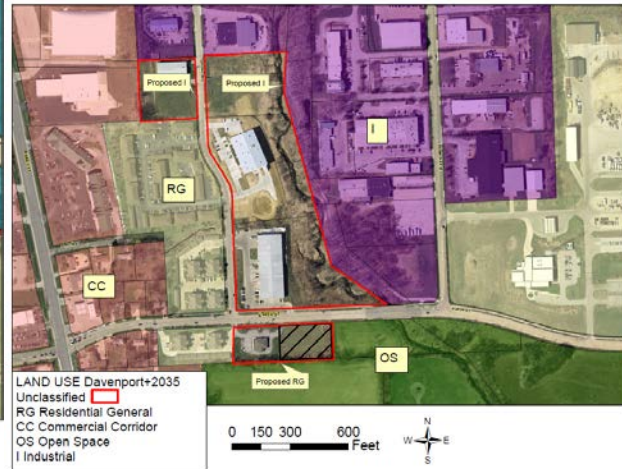 Proposed I
Proposed I
I
RG
CC
OS
Proposed RG
LAND USE Davenport+2035
Unclassified
RG Residential General
CC Commercial Corridor
OS Open Space
I Industrial
0 150 300 600
Feet
N
W E
S